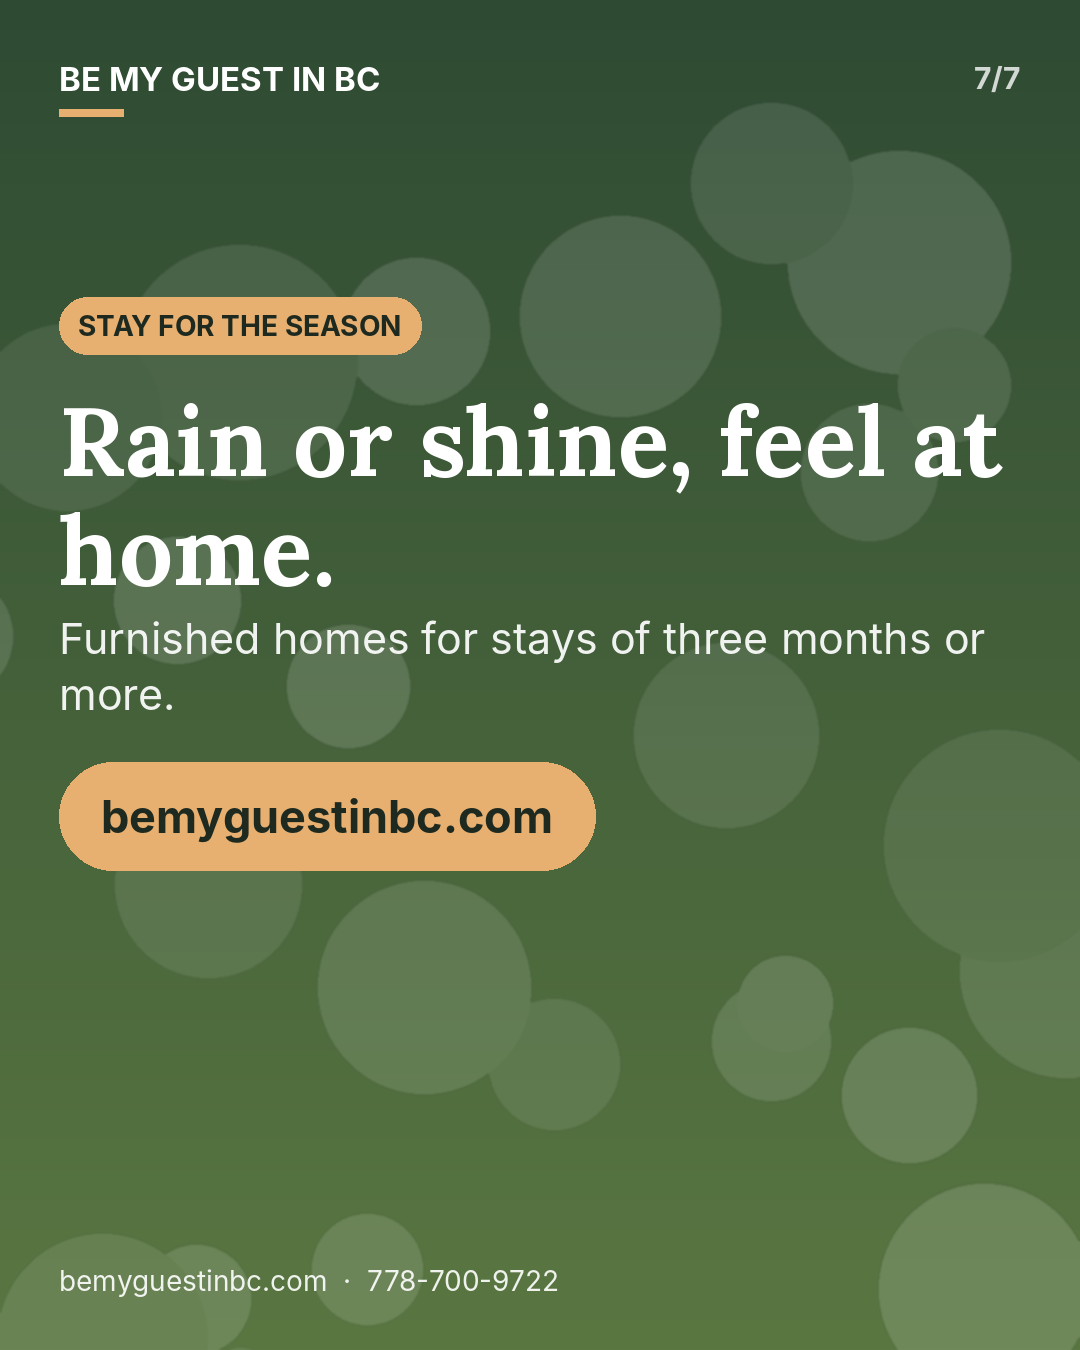 BE MY GUEST IN BC
7/7
STAY FOR THE SEASON
Rain or shine, feel at
home.
Furnished homes for stays of three months or
more.
bemyguestinbc.com
bemyguestinbc.com · 778-700-9722